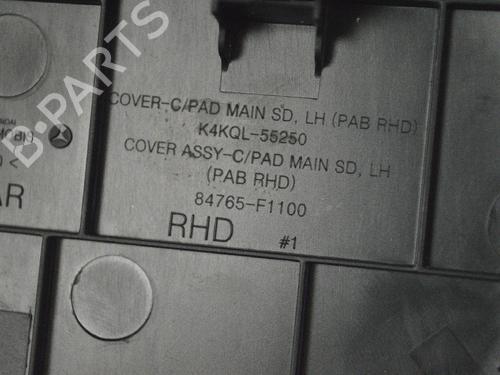 COVER-C/PAD MAIN SD, LH (PAB RHD)
K4KQL-55250
COVER ASSY-C/PAD MAIN SD, LH
(PAB RHD)
84765-F1100
RHD #1
B-PARTS